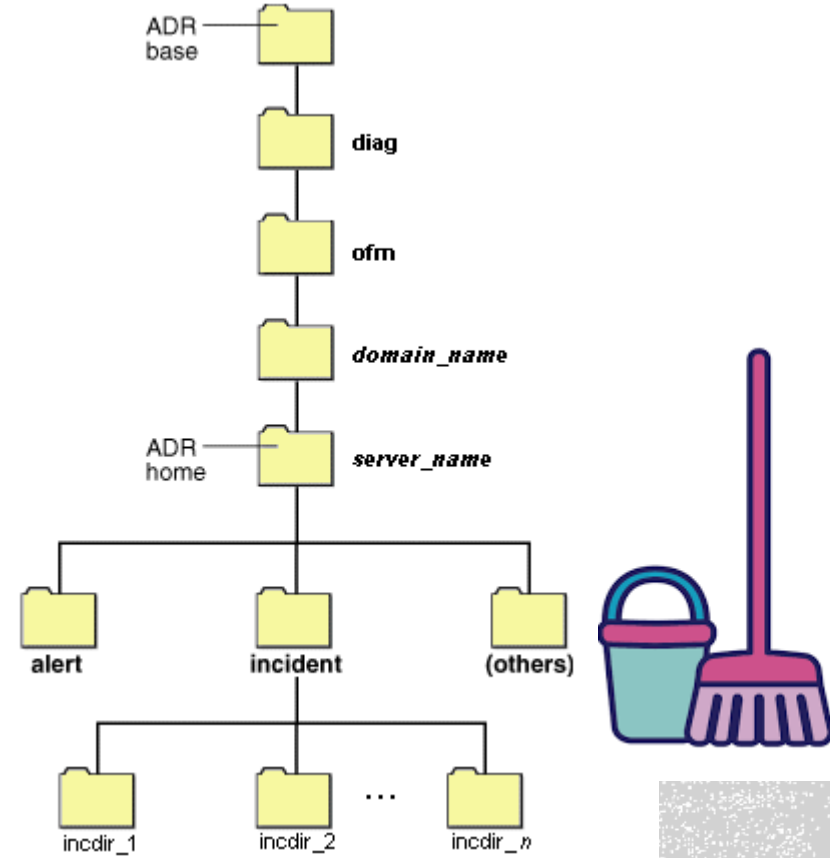 ADR
base
diag
ofm
domain_name
ADR
home
server_name
alert
incident
(others)
incdir_1
incdir_2
...
incdir_n